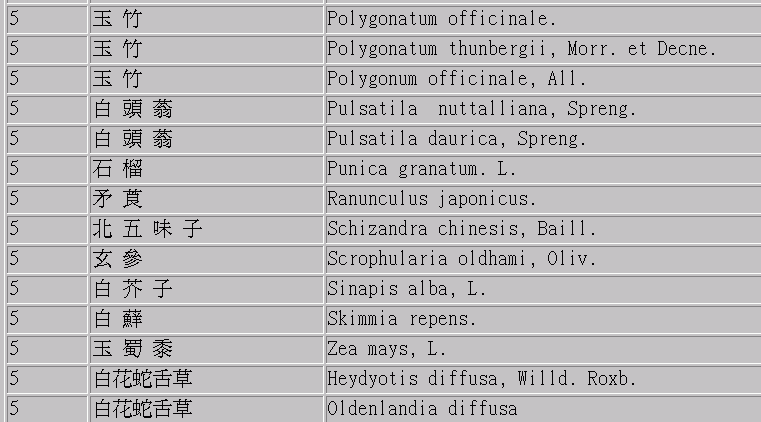 5 玉 竹 Polygonatum officinale.
5 玉 竹 Polygonatum thunbergii, Morr. et Decne.
5 玉 竹 Polygonum officinale, All.
5 白 頭 蓊 Pulsatila nuttalliana, Spreng.
5 白 頭 蓊 Pulsatila daurica, Spreng.
5 石 榴 Punica granatum. L.
5 矛 茛 Ranunculus japonicus.
5 北 五 味 子 Schizandra chinesis, Baill.
5 玄 參 Scrophularia oldhami, Oliv.
5 白 芥 子 Sinapis alba, L.
5 白 蘚 Skimmia repens.
5 玉 蜀 黍 Zea mays, L.
5 白花蛇舌草 Heydyotis diffusa, Willd. Roxb.
5 白花蛇舌草 Oldenlandia diffusa